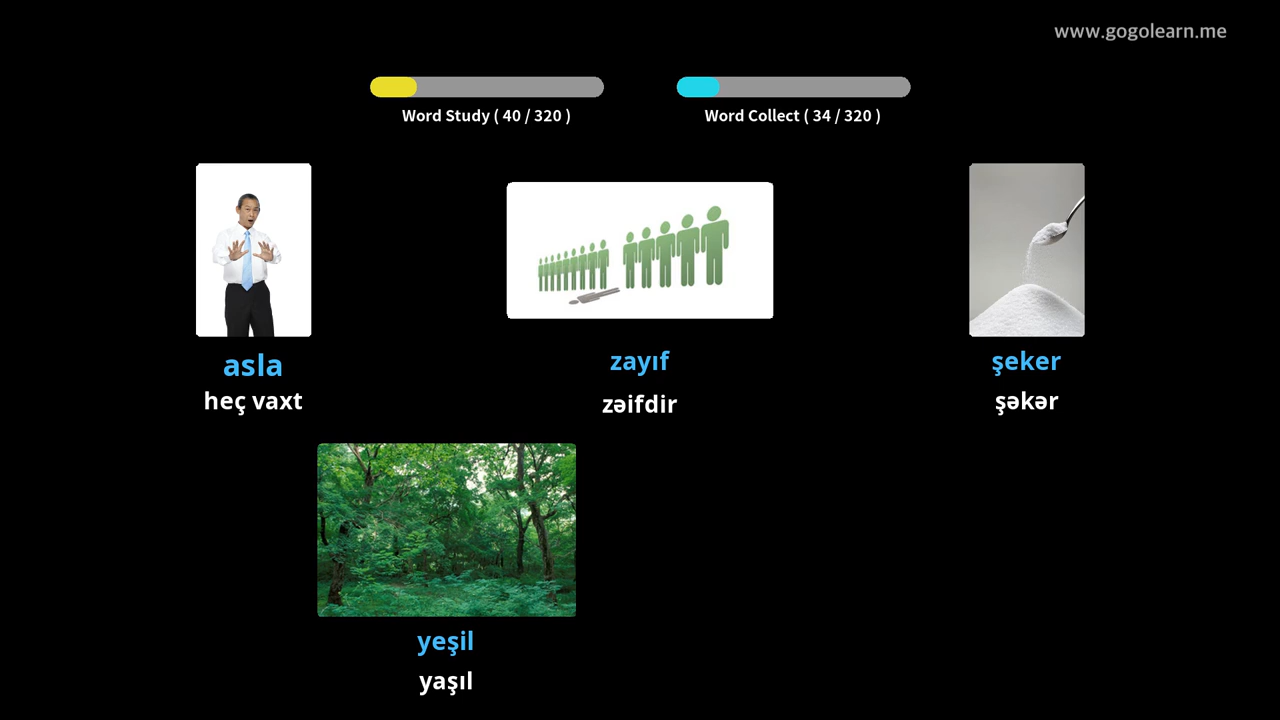 www.gogolearn.me
Word Study ( 40 / 320 )
Word Collect ( 34 / 320 )
asla
heç vaxt
zayıf
zəifdir
şeker
şəkər
yeşil
yaşıl